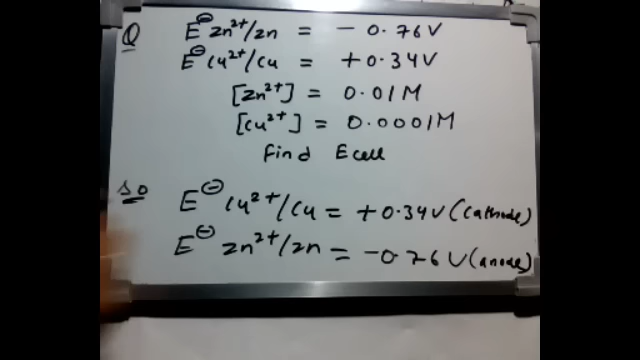 Q E⊖ Zn²⁺/Zn = - 0.76V
E⊖ Cu²⁺/Cu = +0.34V
[Zn²⁺] = 0.01M
[Cu²⁺] = 0.0001M
Find Ecell
So E⊖ Cu²⁺/Cu = +0.34V (Cathode)
E⊖ Zn²⁺/Zn = -0.76V (anode)